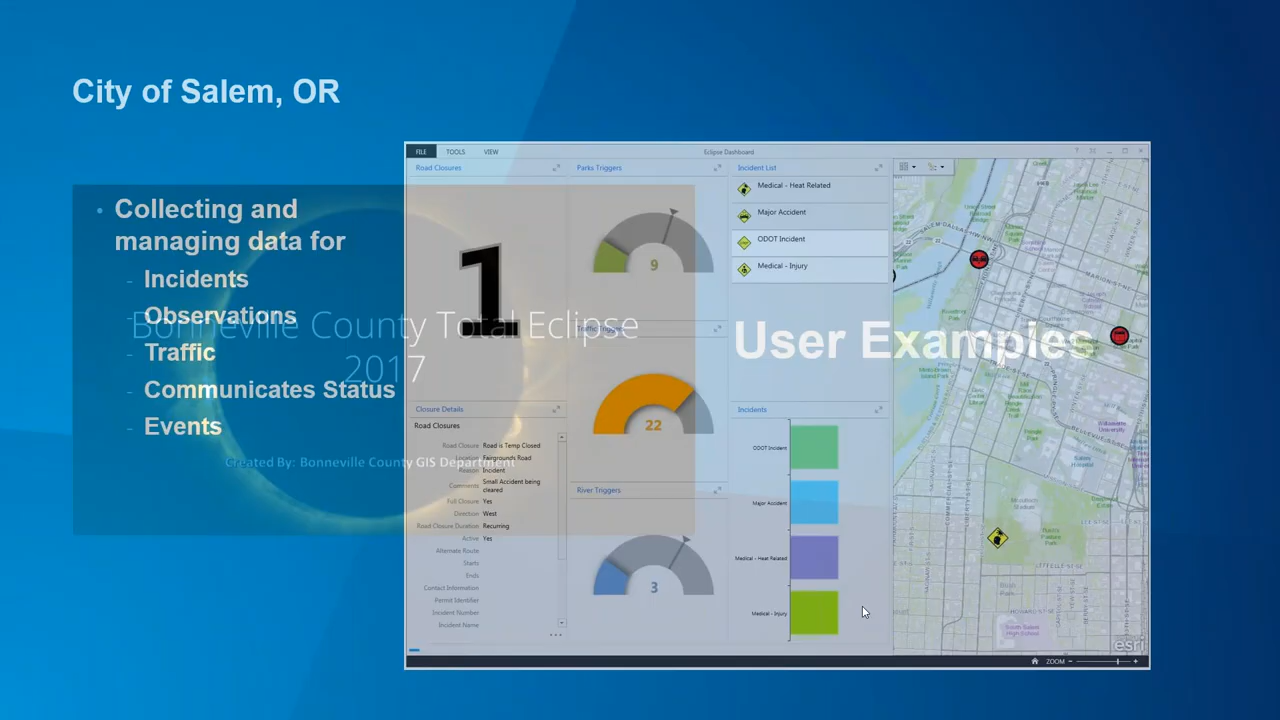 City of Salem, OR
Collecting and
managing data for
Incidents
Observations
Traffic
Communicates Status
Events
Bonneville County Total Eclipse
2017
Created By: Bonneville County GIS Department
User Examples
FILE TOOLS VIEW
Eclipse Dashboard
Road Closures
1
Closure Details
Road Closures
Road Closure Road is Temp Closed
Location Fairgrounds Road
Reason Incident
Comments Small Accident being
cleared
Full Closure Yes
Direction West
Road Closure Duration Recurring
Active Yes
Alternate Route
Starts
Ends
Contact Information
Permit Identifier
Incident Number
Incident Name
Parks Triggers
9
Traffic Triggers
22
River Triggers
3
Incident List
Medical - Heat Related
Major Accident
ODOT Incident
Medical - Injury
Incidents
ODOT Incident
Major Accident
Medical - Heat Related
Medical - Injury
esri
ZOOM